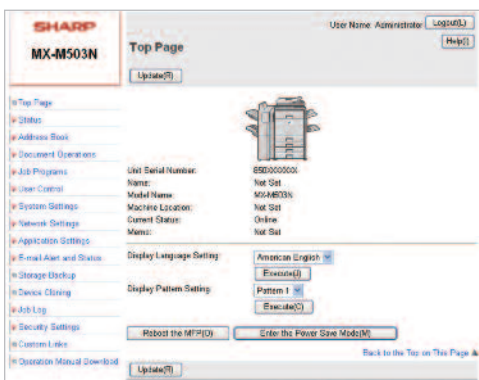 SHARP
MX-M503N
User Name: Administrator Logout(L)
Top Page
Help(I)
Update(R)
Top Page
Status
Address Book
Document Operations
Job Programs
User Control
System Settings
Network Settings
Application Settings
E-mail Alert and Status
Storage Backup
Device Cloning
Job Log
Security Settings
Custom Links
Operation Manual Download
Unit Serial Number:
Name: Not Set
Model Name: MX-M503N
Machine Location: Not Set
Current Status: Online
Memo: Not Set
Display Language Setting: American English
Execute(J)
Display Pattern Setting: Pattern 1
Execute(C)
Reboot the MFP(O) Enter the Power Save Mode(M)
Back to the Top on This Page
Update(R)